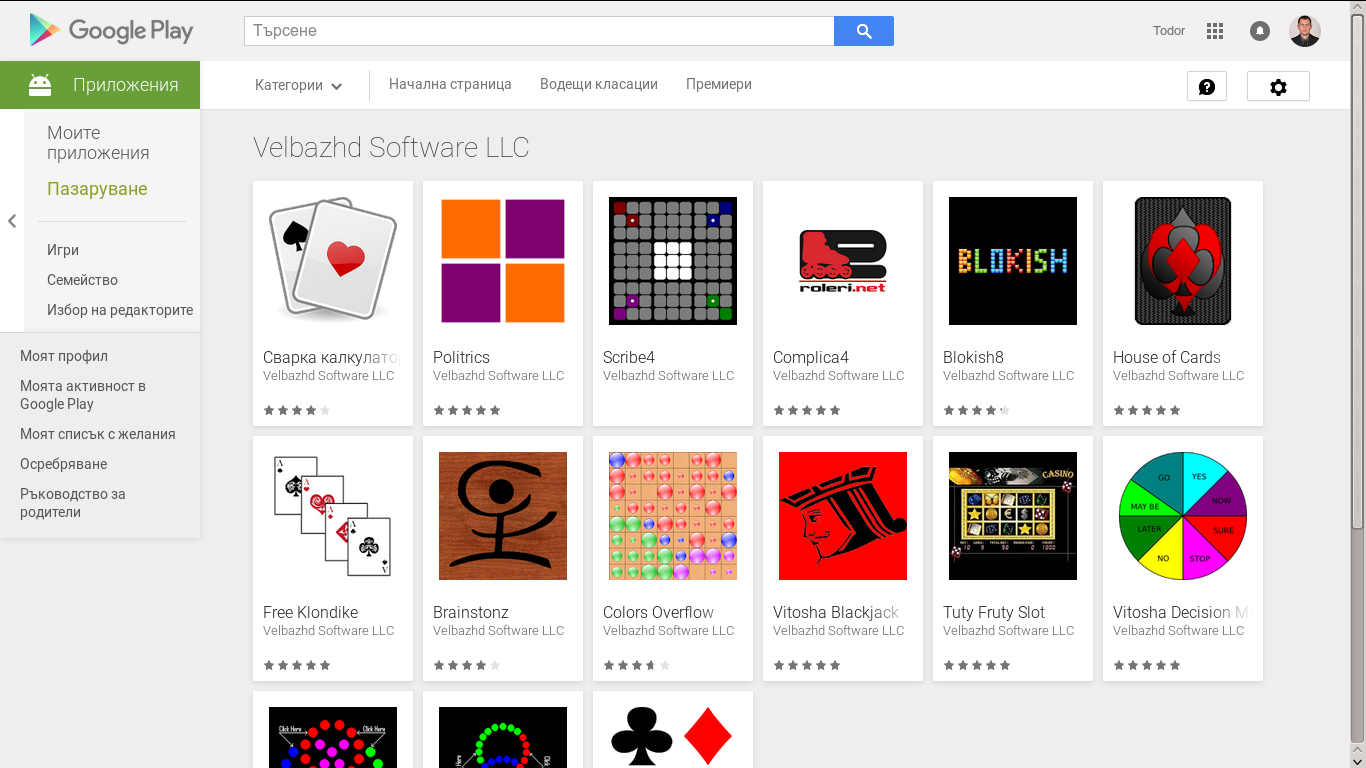 Google Play
Търсене
Todor
Приложения
Категории
Начална страница
Водещи класации
Премиери
Моите
приложения
Пазаруване
Игри
Семейство
Избор на редакторите
Моят профил
Моята активност в
Google Play
Моят списък с желания
Осребряване
Ръководство за
родители
Velbazhd Software LLC
roleri.net
BLOKISH
Сварка калкулатор
Velbazhd Software LLC
Politrics
Velbazhd Software LLC
Scribe4
Velbazhd Software LLC
Complica4
Velbazhd Software LLC
Blokish8
Velbazhd Software LLC
House of Cards
Velbazhd Software LLC
A
A
A
A
A
CASINO
GO
YES
MAY BE
NOW
LATER
SURE
NO
STOP
Free Klondike
Velbazhd Software LLC
Brainstonz
Velbazhd Software LLC
Colors Overflow
Velbazhd Software LLC
Vitosha Blackjack
Velbazhd Software LLC
Tuty Fruty Slot
Velbazhd Software LLC
Vitosha Decision M
Velbazhd Software LLC
Click Here
Click Here